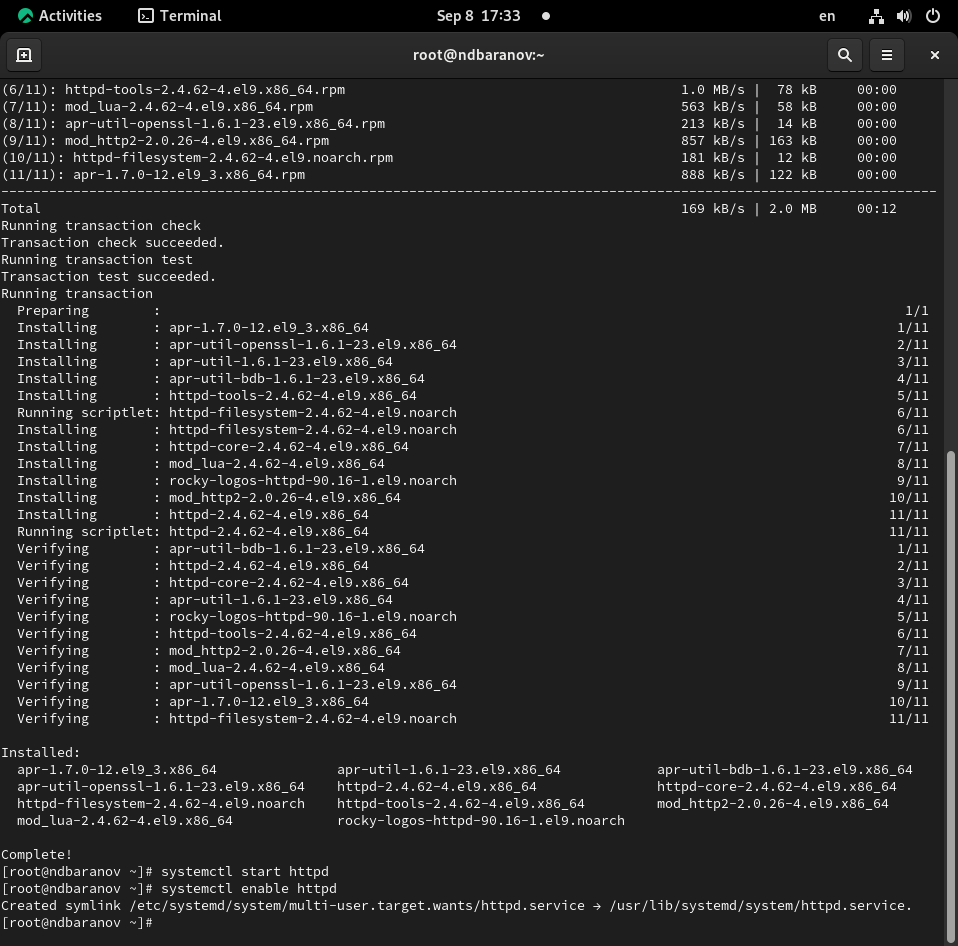 Activities Terminal Sep 8 17:33 en
root@ndbaranov:~
(6/11): httpd-tools-2.4.62-4.el9.x86_64.rpm 1.0 MB/s | 78 kB 00:00
(7/11): mod_lua-2.4.62-4.el9.x86_64.rpm 563 kB/s | 58 kB 00:00
(8/11): apr-util-openssl-1.6.1-23.el9.x86_64.rpm 213 kB/s | 14 kB 00:00
(9/11): mod_http2-2.0.26-4.el9.x86_64.rpm 857 kB/s | 163 kB 00:00
(10/11): httpd-filesystem-2.4.62-4.el9.noarch.rpm 181 kB/s | 12 kB 00:00
(11/11): apr-1.7.0-12.el9_3.x86_64.rpm 888 kB/s | 122 kB 00:00
--------------------------------------------------------------------------------
Total 169 kB/s | 2.0 MB 00:12
Running transaction check
Transaction check succeeded.
Running transaction test
Transaction test succeeded.
Running transaction
Preparing : 1/1
Installing : apr-1.7.0-12.el9_3.x86_64 1/11
Installing : apr-util-openssl-1.6.1-23.el9.x86_64 2/11
Installing : apr-util-1.6.1-23.el9.x86_64 3/11
Installing : apr-util-bdb-1.6.1-23.el9.x86_64 4/11
Installing : httpd-tools-2.4.62-4.el9.x86_64 5/11
Running scriptlet: httpd-filesystem-2.4.62-4.el9.noarch 6/11
Installing : httpd-filesystem-2.4.62-4.el9.noarch 6/11
Installing : httpd-core-2.4.62-4.el9.x86_64 7/11
Installing : mod_lua-2.4.62-4.el9.x86_64 8/11
Installing : rocky-logos-httpd-90.16-1.el9.noarch 9/11
Installing : mod_http2-2.0.26-4.el9.x86_64 10/11
Installing : httpd-2.4.62-4.el9.x86_64 11/11
Running scriptlet: httpd-2.4.62-4.el9.x86_64 11/11
Verifying : apr-util-bdb-1.6.1-23.el9.x86_64 1/11
Verifying : httpd-2.4.62-4.el9.x86_64 2/11
Verifying : httpd-core-2.4.62-4.el9.x86_64 3/11
Verifying : apr-util-1.6.1-23.el9.x86_64 4/11
Verifying : rocky-logos-httpd-90.16-1.el9.noarch 5/11
Verifying : httpd-tools-2.4.62-4.el9.x86_64 6/11
Verifying : mod_http2-2.0.26-4.el9.x86_64 7/11
Verifying : mod_lua-2.4.62-4.el9.x86_64 8/11
Verifying : apr-util-openssl-1.6.1-23.el9.x86_64 9/11
Verifying : apr-1.7.0-12.el9_3.x86_64 10/11
Verifying : httpd-filesystem-2.4.62-4.el9.noarch 11/11
Installed:
apr-1.7.0-12.el9_3.x86_64 apr-util-1.6.1-23.el9.x86_64 apr-util-bdb-1.6.1-23.el9.x86_64
apr-util-openssl-1.6.1-23.el9.x86_64 httpd-2.4.62-4.el9.x86_64 httpd-core-2.4.62-4.el9.x86_64
httpd-filesystem-2.4.62-4.el9.noarch httpd-tools-2.4.62-4.el9.x86_64 mod_http2-2.0.26-4.el9.x86_64
mod_lua-2.4.62-4.el9.x86_64 rocky-logos-httpd-90.16-1.el9.noarch
Complete!
[root@ndbaranov ~]# systemctl start httpd
[root@ndbaranov ~]# systemctl enable httpd
Created symlink /etc/systemd/system/multi-user.target.wants/httpd.service → /usr/lib/systemd/system/httpd.service.
[root@ndbaranov ~]#